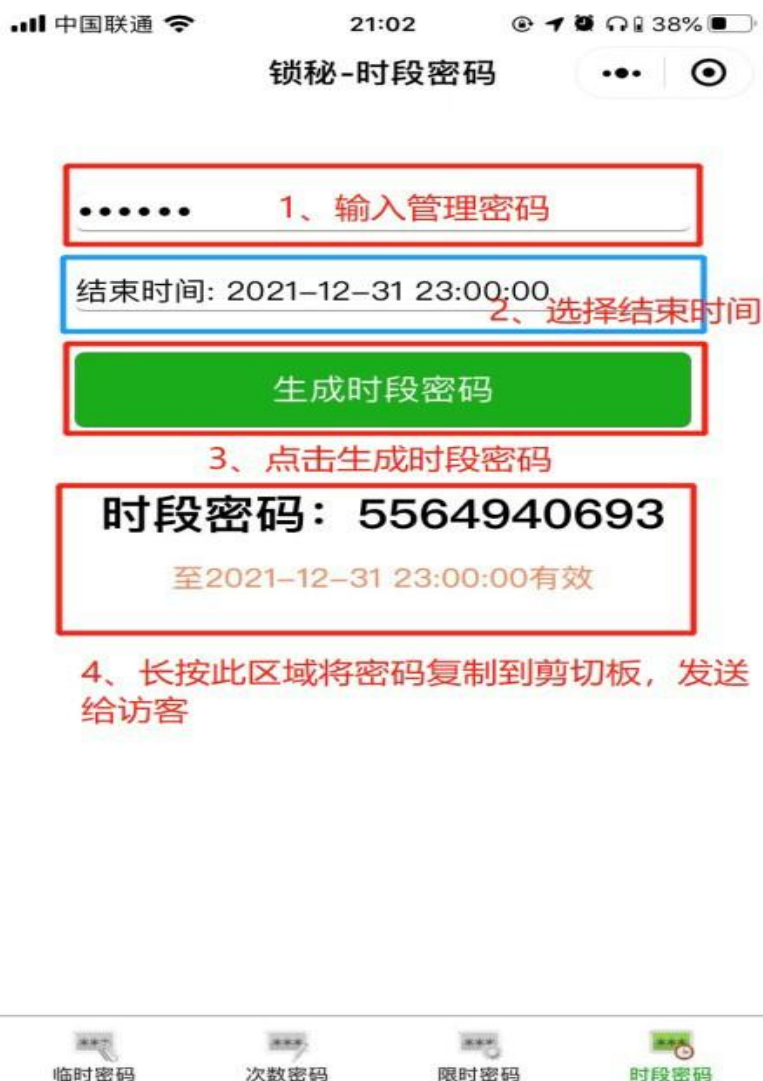 中国联通 21:02 38%
锁秘-时段密码
•••••• 1、输入管理密码
结束时间: 2021-12-31 23:00:00
2、选择结束时间
生成时段密码
3、点击生成时段密码
时段密码：5564940693
至2021-12-31 23:00:00有效
4、长按此区域将密码复制到剪切板，发送
给访客
临时密码 次数密码 限时密码 时段密码